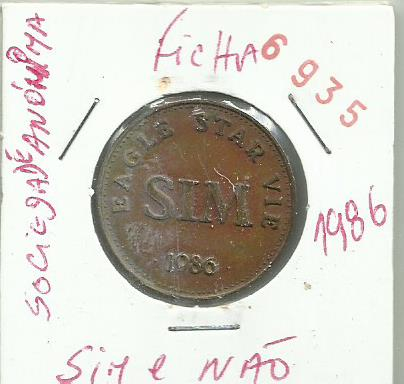 FICHA
6935
SOCIEDADE ANÓNIMA
EAGLE STAR VIE
SIM
1986
1986
SIM e NÃO